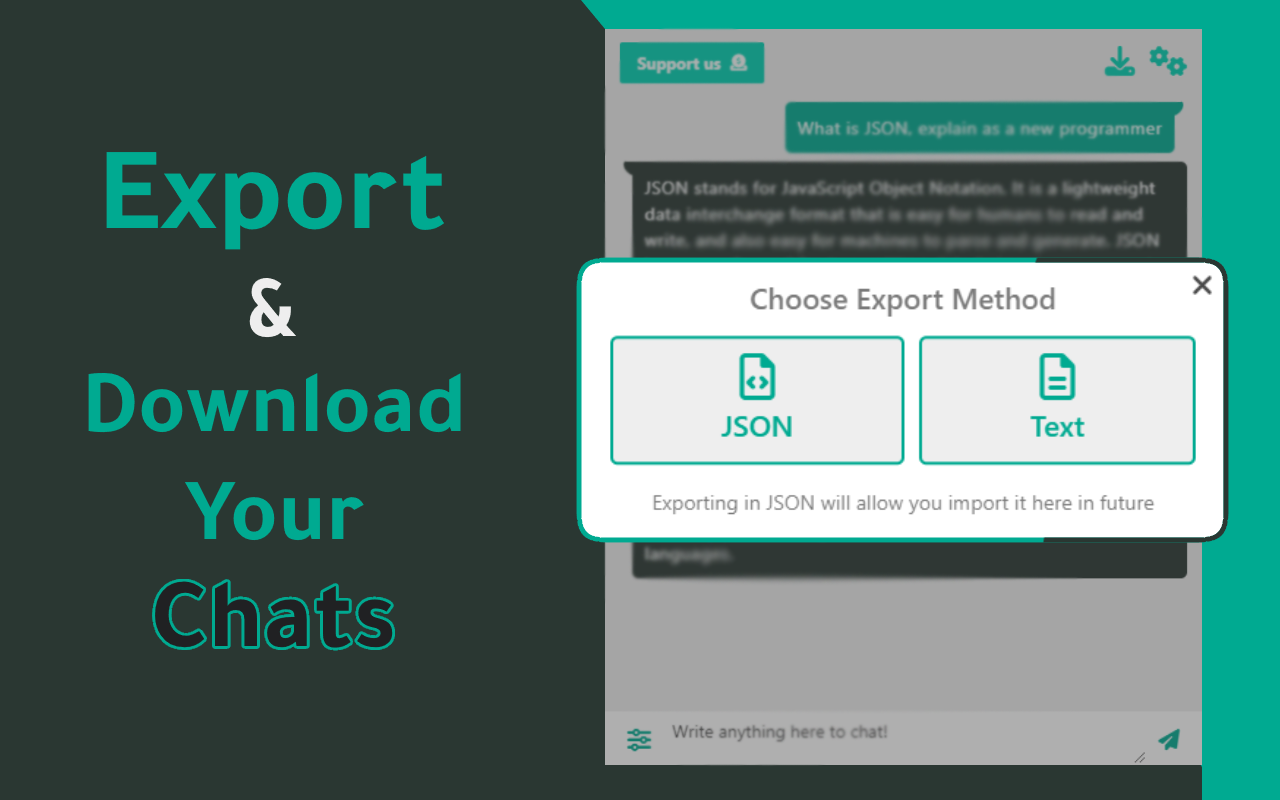 Export
&
Download
Your
Chats
Support us
What is JSON, explain as a new programmer
JSON stands for JavaScript Object Notation. It is a lightweight
data interchange format that is easy for humans to read and
write, and also easy for machines to parse and generate. JSON
Choose Export Method
JSON
Text
Exporting in JSON will allow you import it here in future
languages.
Write anything here to chat!